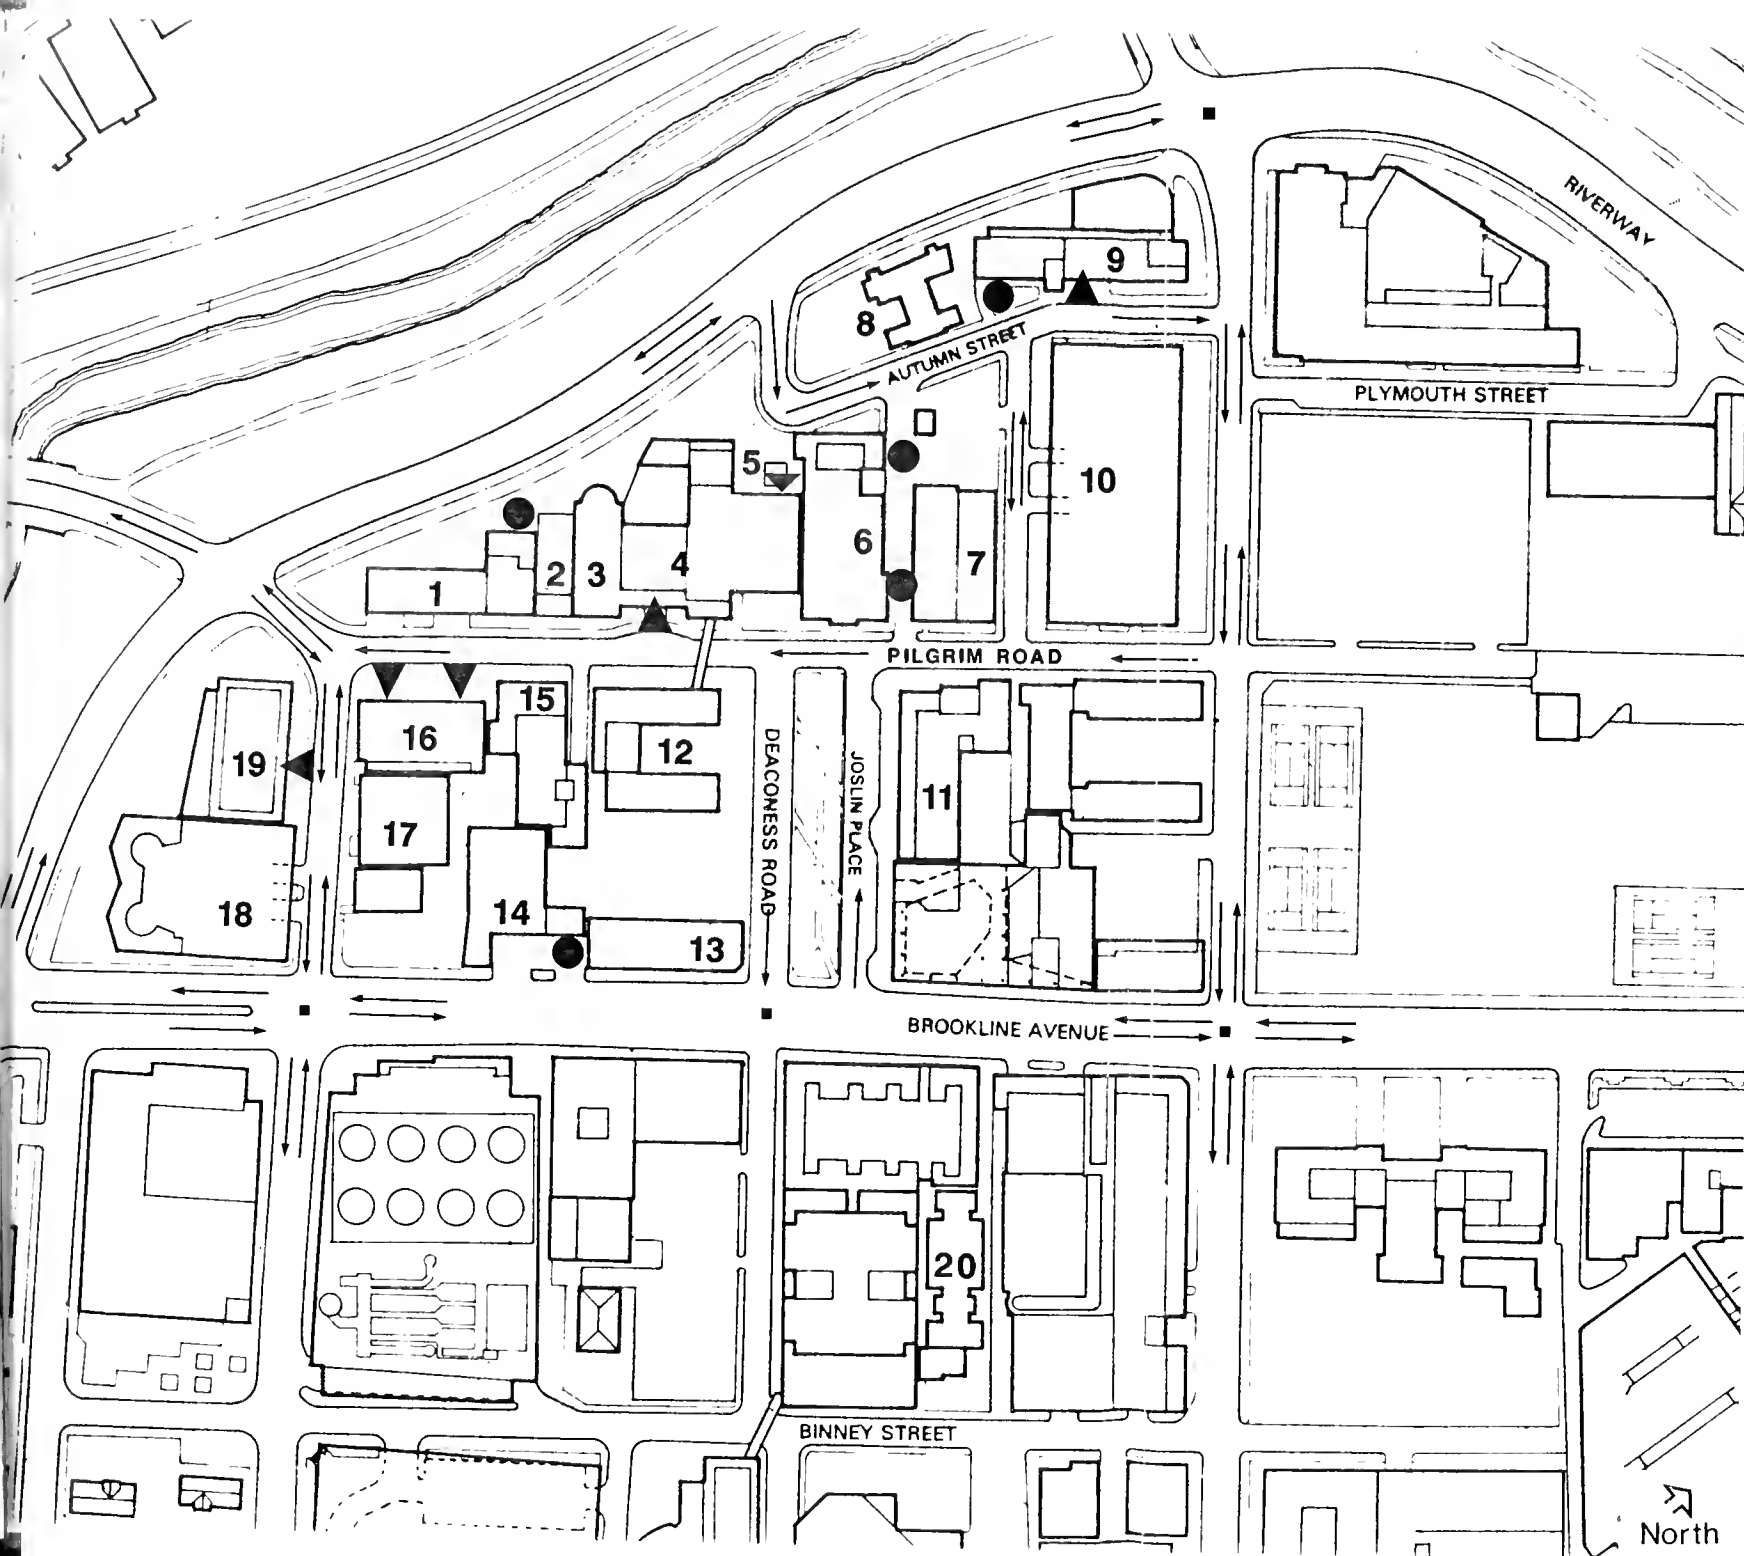 RIVERWAY
9
8
AUTUMN STREET
PLYMOUTH STREET
5
10
6
7
4
3
2
1
PILGRIM ROAD
15
16
12
19
DEACONESS ROAD
JOSLIN PLACE
11
17
18
14
13
BROOKLINE AVENUE
20
BINNEY STREET
North